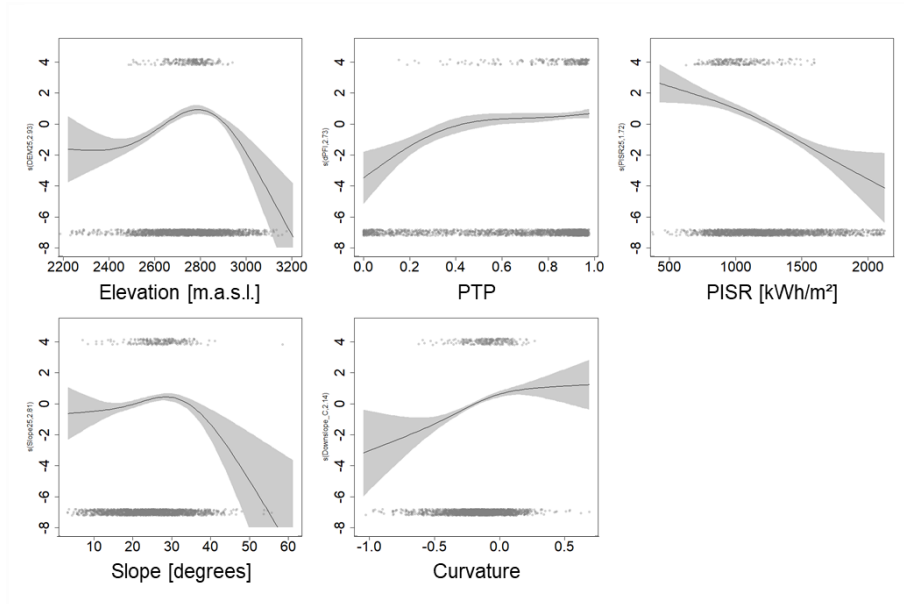 4
2
0
-2
-4
-6
-8
s(DEM25,2.93)
2200 2400 2600 2800 3000 3200
Elevation [m.a.s.l.]
4
2
0
-2
-4
-6
-8
s(dPFI,2.73)
0.0 0.2 0.4 0.6 0.8 1.0
PTP
4
2
0
-2
-4
-6
-8
s(PISR25,1.72)
500 1000 1500 2000
PISR [kWh/m²]
4
2
0
-2
-4
-6
-8
s(Slope25,2.81)
10 20 30 40 50 60
Slope [degrees]
4
2
0
-2
-4
-6
-8
s(Downslope_C,2.14)
-1.0 -0.5 0.0 0.5
Curvature